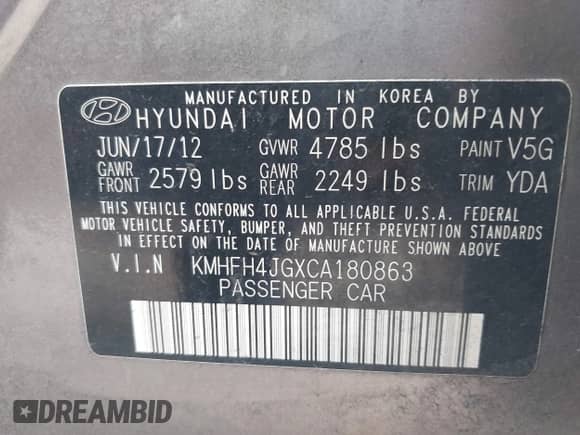 MANUFACTURED IN KOREA BY
HYUNDAI MOTOR COMPANY
JUN/17/12 GVWR 4785 lbs PAINT V5G
GAWR FRONT 2579 lbs GAWR REAR 2249 lbs TRIM YDA
THIS VEHICLE CONFORMS TO ALL APPLICABLE U.S.A. FEDERAL
MOTOR VEHICLE SAFETY, BUMPER, AND THEFT PREVENTION STANDARDS
IN EFFECT ON THE DATE OF MANUFACTURE SHOWN ABOVE
V.I.N KMHFH4JGXCA180863
PASSENGER CAR
DREAMBID